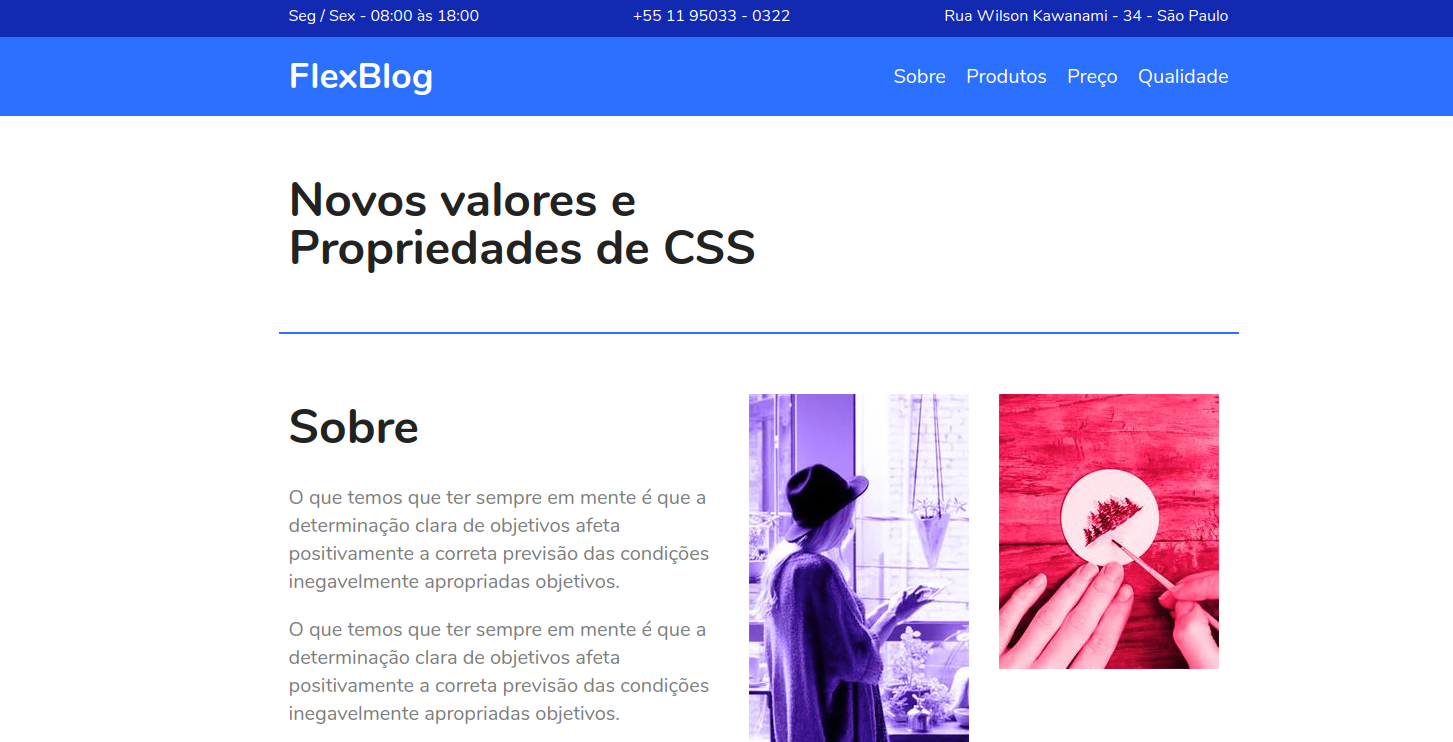 Seg / Sex - 08:00 às 18:00
+55 11 95033 - 0322
Rua Wilson Kawanami - 34 - São Paulo
FlexBlog
Sobre Produtos Preço Qualidade
Novos valores e
Propriedades de CSS
Sobre
O que temos que ter sempre em mente é que a
determinação clara de objetivos afeta
positivamente a correta previsão das condições
inegavelmente apropriadas objetivos.
O que temos que ter sempre em mente é que a
determinação clara de objetivos afeta
positivamente a correta previsão das condições
inegavelmente apropriadas objetivos.